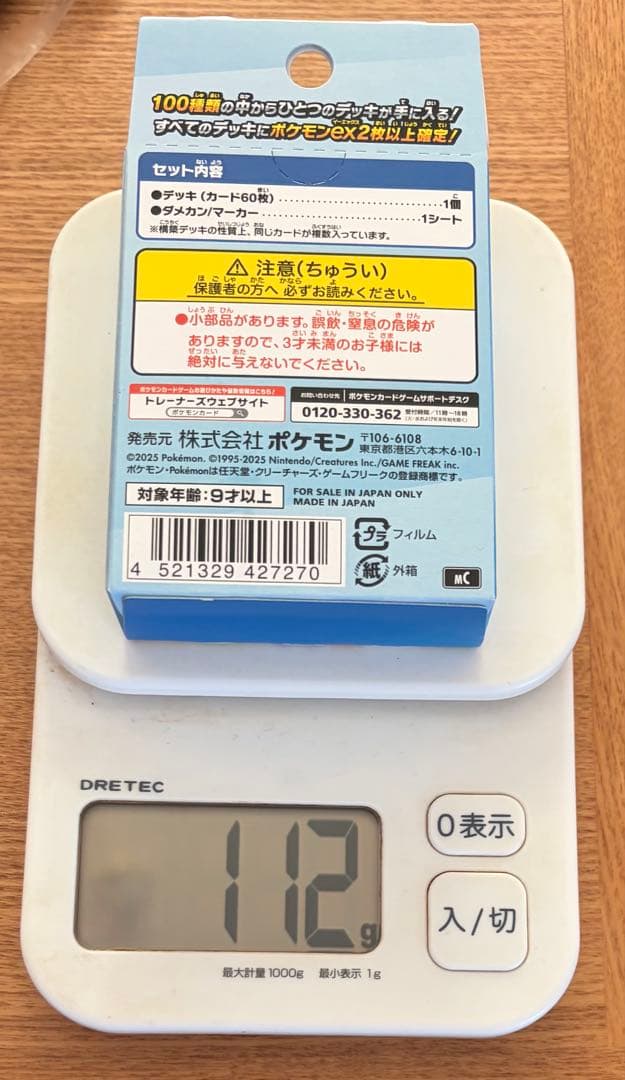 100種類の中からひとつのデッキが手に入る!
すべてのデッキにポケモンex2枚以上確定!
セット内容
●デッキ(カード60枚)……1個
●ダメカン/マーカー……1シート
※構築デッキの性質上、同じカードが複数入っています。
⚠ 注意(ちゅうい)
保護者の方へ 必ずお読みください。
●小部品があります。誤飲・窒息の危険が
ありますので、3才未満のお子様には
絶対に与えないでください。
ポケモンカードゲームの遊びかたや最新情報はこちら!
トレーナーズウェブサイト
ポケモンカード
お問い合わせ先 ポケモンカードゲームサポートデスク
0120-330-362 受付時間/11時〜18時
発売元 株式会社ポケモン 〒106-6108
東京都港区六本木6-10-1
©2025 Pokémon. ©1995-2025 Nintendo/Creatures Inc./GAME FREAK inc.
ポケモン・Pokémonは任天堂・クリーチャーズ・ゲームフリークの登録商標です。
対象年齢:9才以上
FOR SALE IN JAPAN ONLY
MADE IN JAPAN
4 521329 427270
プラ フィルム
紙 外箱
MC
DRETEC
112g
0表示
入/切
最大計量 1000g 最小表示 1g